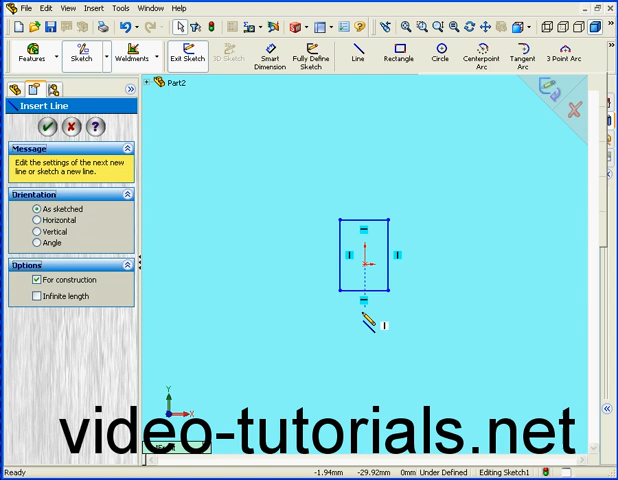 File Edit View Insert Tools Window Help
Features
Sketch
Weldments
Exit Sketch
3D Sketch
Smart Dimension
Fully Define Sketch
Line
Rectangle
Circle
Centerpoint Arc
Tangent Arc
3 Point Arc
Part2
Insert Line
Message
Edit the settings of the next new
line or sketch a new line.
Orientation
As sketched
Horizontal
Vertical
Angle
Options
For construction
Infinite length
Y
X
video-tutorials.net
Ready -1.94mm -29.92mm 0mm Under Defined Editing Sketch1